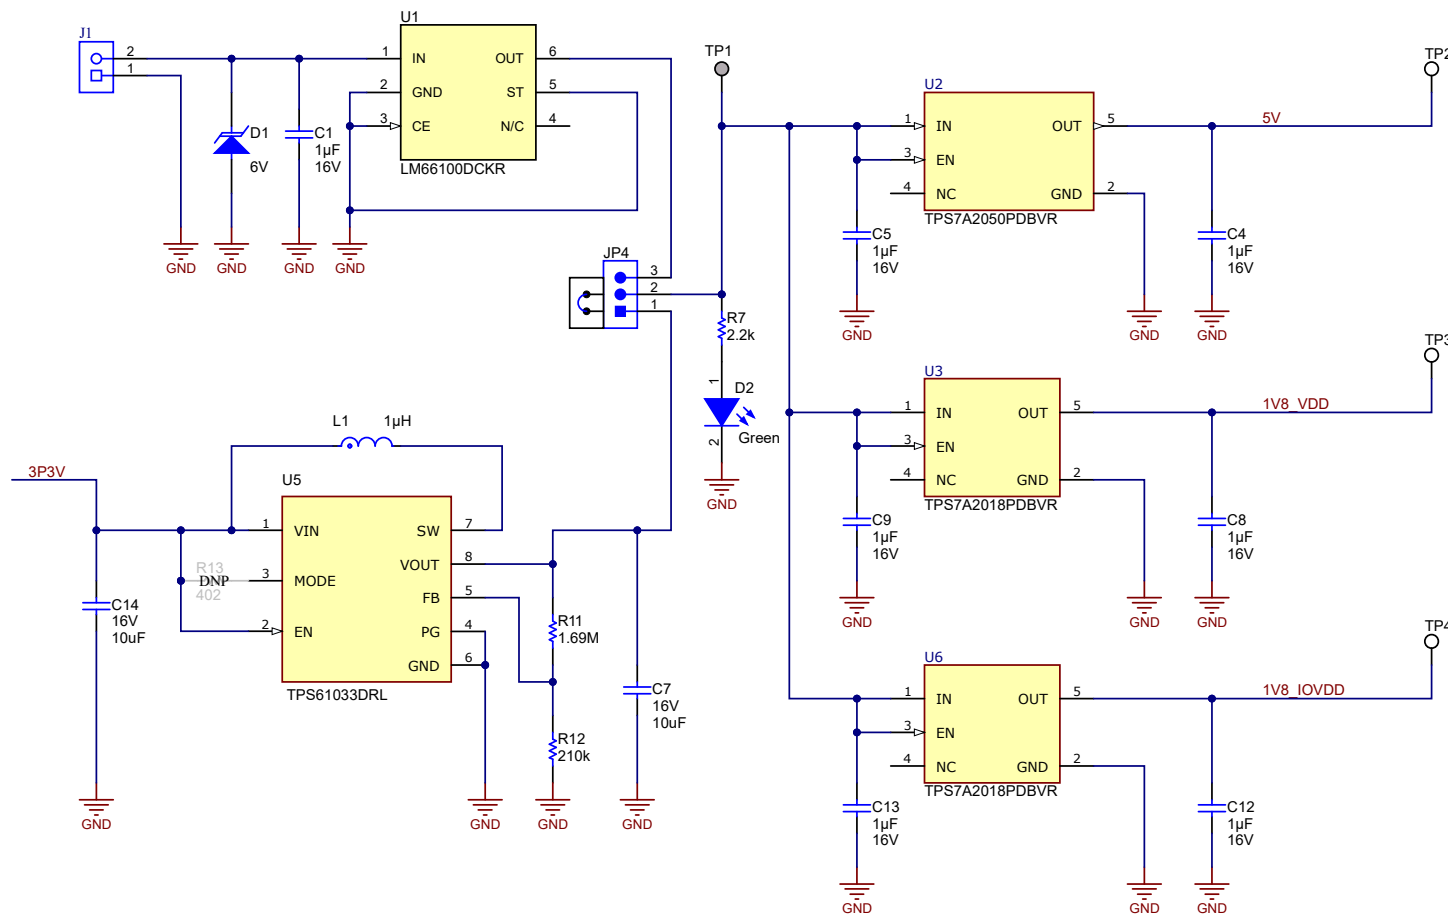 J1
2
1
GND
D1
6V
GND
C1
1µF
16V
GND
U1
1
IN
OUT
6
2
GND
ST
5
3
CE
N/C
4
LM66100DCKR
GND
JP4
3
2
1
TP1
R7
2.2k
1
D2
Green
2
GND
3P3V
L1
1µH
U5
1
VIN
SW
7
VOUT
8
R13
DNP
402
3
MODE
FB
5
2
EN
PG
4
GND
6
TPS61033DRL
C14
16V
10uF
GND
GND
R11
1.69M
R12
210k
GND
C7
16V
10uF
GND
U2
1
IN
OUT
5
3
EN
4
NC
GND
2
TPS7A2050PDBVR
5V
TP2
C5
1µF
16V
GND
GND
C4
1µF
16V
GND
U3
1
IN
OUT
5
3
EN
4
NC
GND
2
TPS7A2018PDBVR
1V8_VDD
TP3
C9
1µF
16V
GND
GND
C8
1µF
16V
GND
U6
1
IN
OUT
5
3
EN
4
NC
GND
2
TPS7A2018PDBVR
1V8_IOVDD
TP4
C13
1µF
16V
GND
GND
C12
1µF
16V
GND